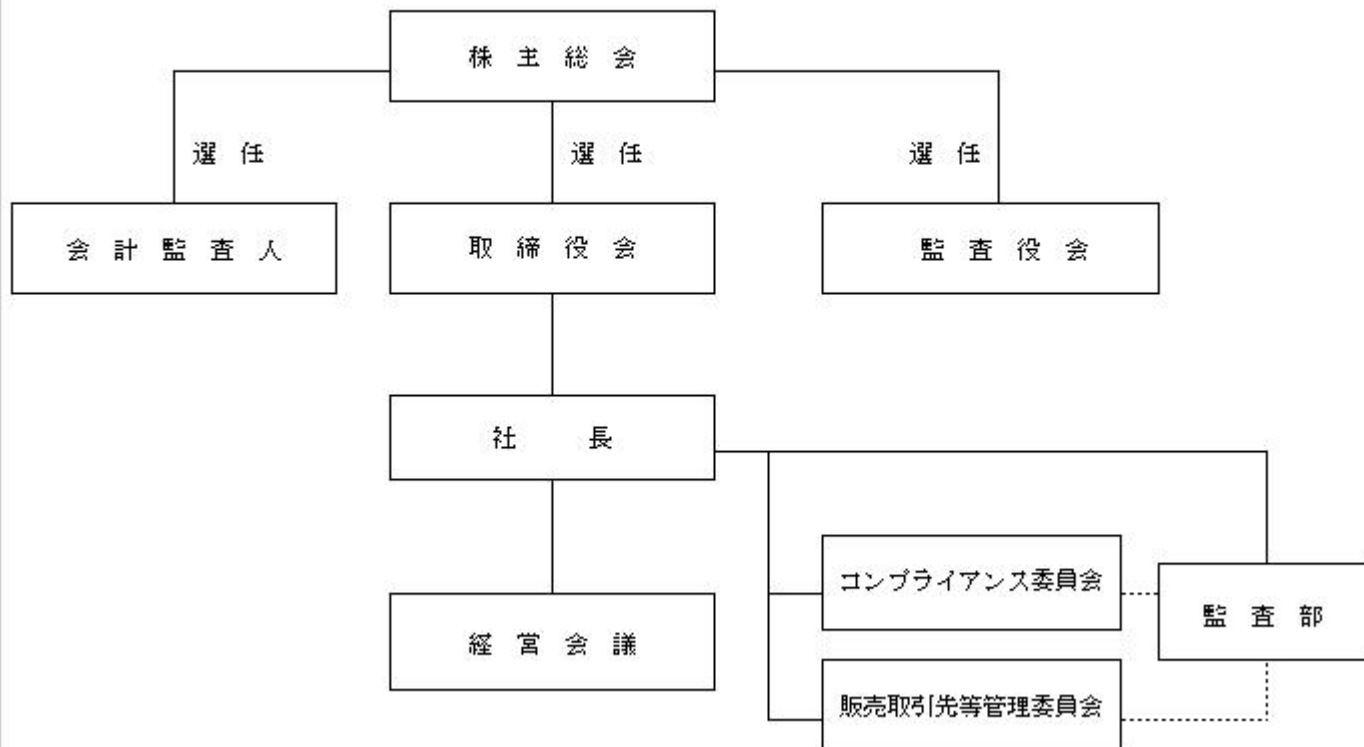 株主総会
選任
選任
選任
会計監査人
取締役会
監査役会
社長
コンプライアンス委員会
監査部
経営会議
販売取引先等管理委員会